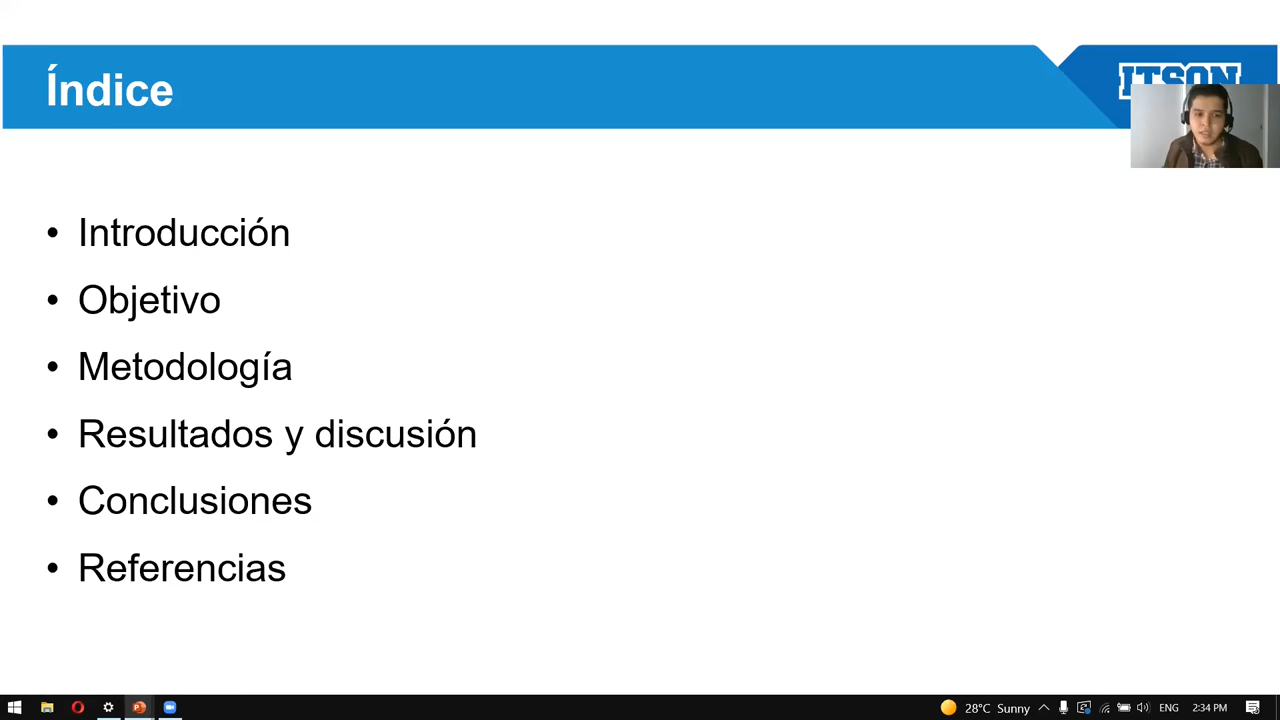 Índice
ITSON
• Introducción
• Objetivo
• Metodología
• Resultados y discusión
• Conclusiones
• Referencias
28°C Sunny ENG 2:34 PM